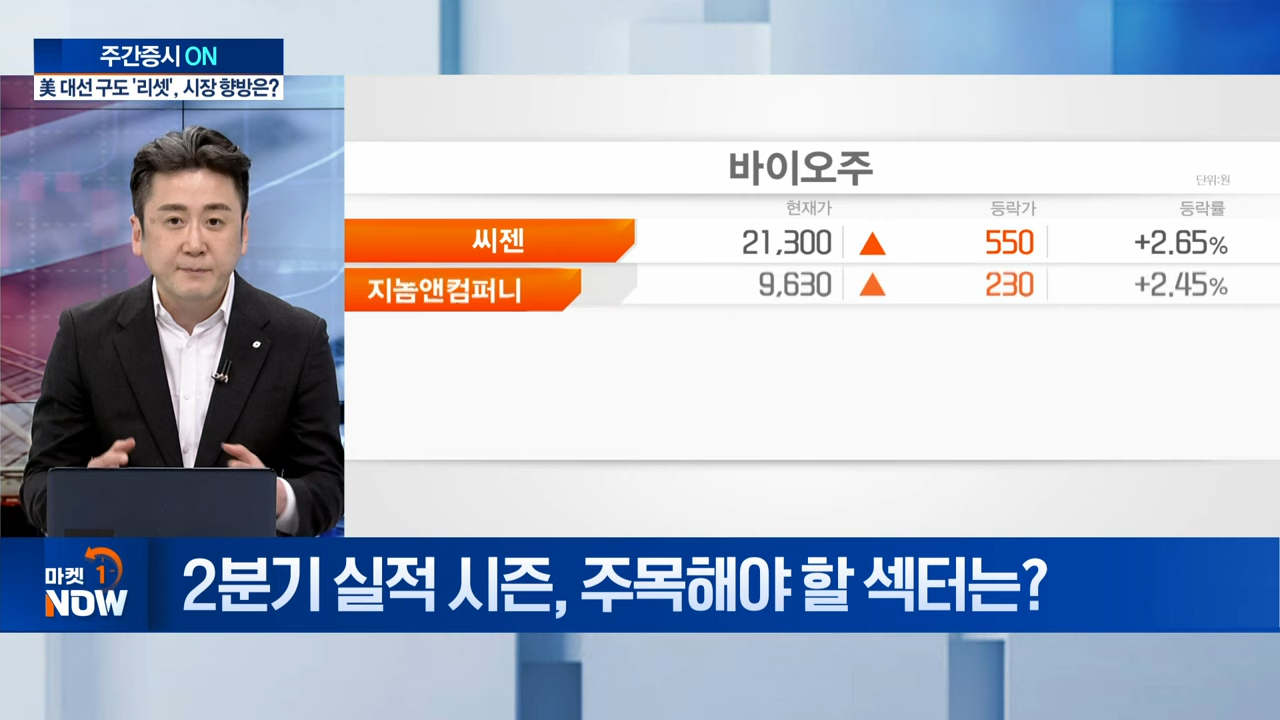 주간증시 ON
美 대선 구도 '리셋', 시장 향방은?
바이오주
단위:원
현재가 등락가 등락률
씨젠 21,300 ▲ 550 +2.65%
지놈앤컴퍼니 9,630 ▲ 230 +2.45%
마켓 1
NOW
2분기 실적 시즌, 주목해야 할 섹터는?